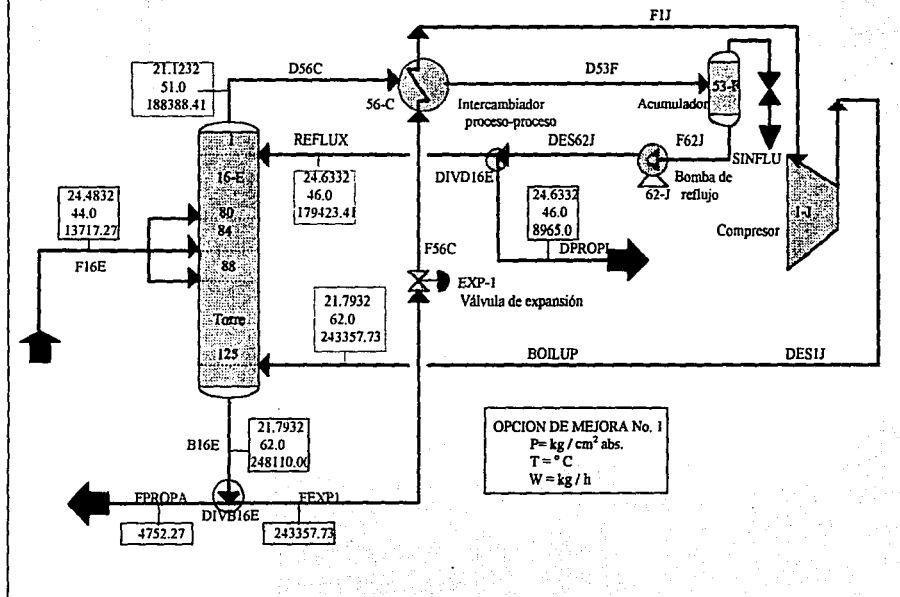 F1J
21.1232
51.0
188388.41
D56C
D53F
56-C
Intercambiador
proceso-proceso
Acumulador
53-F
REFLUX
DES62J
F62J
SINFLU
1
16-E
DIVD16E
62-J
Bomba de
reflujo
24.6332
46.0
179423.41
24.6332
46.0
8965.0
DPROPI
1-J
Compresor
24.4832
44.0
13717.27
F16E
80
84
88
F56C
EXP-1
Válvula de expansión
Torre
125
21.7932
62.0
243357.73
BOILUP
DES1J
B16E
21.7932
62.0
248110.00
OPCION DE MEJORA No. 1
P= kg / cm² abs.
T = ° C
W = kg / h
FPROPA
DIVB16E
FEXP1
4752.27
243357.73